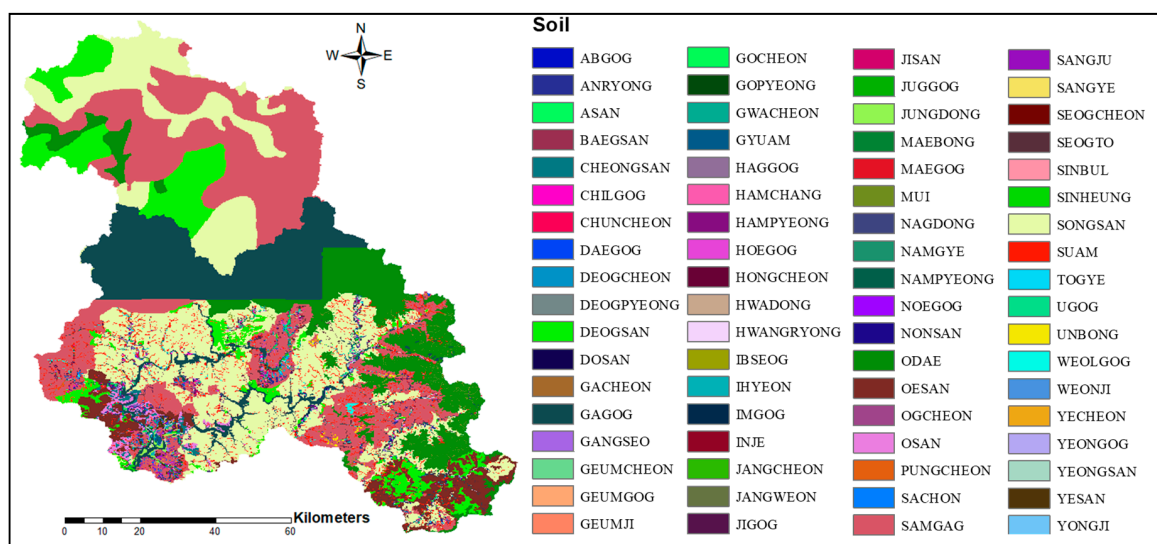 Soil
N
W E
S
ABGOG
ANRYONG
ASAN
BAEGSAN
CHEONGSAN
CHILGOG
CHUNCHEON
DAEGOG
DEOGCHEON
DEOGPYEONG
DEOGSAN
DOSAN
GACHEON
GAGOG
GANGSEO
GEUMCHEON
GEUMGOG
GEUMJI
GOCHEON
GOPYEONG
GWACHEON
GYUAM
HAGGOG
HAMCHANG
HAMPYEONG
HOEGOG
HONGCHEON
HWADONG
HWANGRYONG
IBSEOG
IHYEON
IMGOG
INJE
JANGCHEON
JANGWEON
JIGOG
JISAN
JUGGOG
JUNGDONG
MAEBONG
MAEGOG
MUI
NAGDONG
NAMGYE
NAMPYEONG
NOEGOG
NONSAN
ODAE
OESAN
OGCHEON
OSAN
PUNGCHEON
SACHON
SAMGAG
SANGJU
SANGYE
SEOGCHEON
SEOGTO
SINBUL
SINHEUNG
SONGSAN
SUAM
TOGYE
UGOG
UNBONG
WEOLGOG
WEONJI
YECHEON
YEONGOG
YEONGSAN
YESAN
YONGJI
Kilometers
0 10 20 40 60